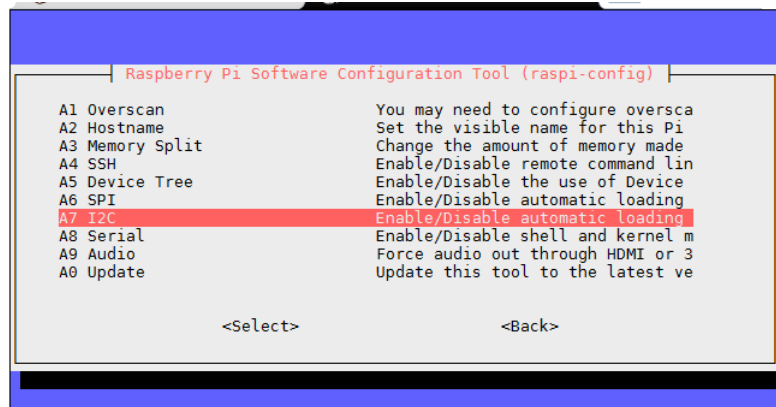 Raspberry Pi Software Configuration Tool (raspi-config)
A1 Overscan You may need to configure oversca
A2 Hostname Set the visible name for this Pi
A3 Memory Split Change the amount of memory made
A4 SSH Enable/Disable remote command lin
A5 Device Tree Enable/Disable the use of Device
A6 SPI Enable/Disable automatic loading
A7 I2C Enable/Disable automatic loading
A8 Serial Enable/Disable shell and kernel m
A9 Audio Force audio out through HDMI or 3
A0 Update Update this tool to the latest ve
<Select> <Back>